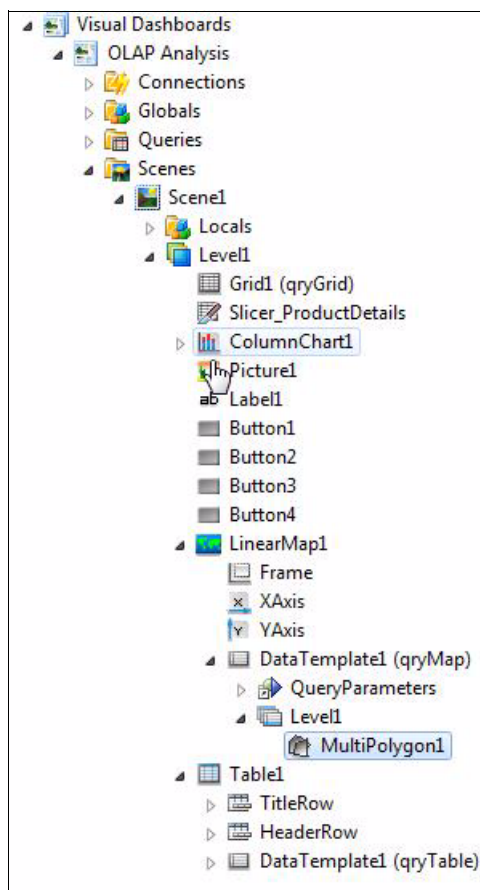 Visual Dashboards
OLAP Analysis
Connections
Globals
Queries
Scenes
Scene1
Locals
Level1
Grid1 (qryGrid)
Slicer_ProductDetails
ColumnChart1
Picture1
ab Label1
Button1
Button2
Button3
Button4
LinearMap1
Frame
X XAxis
Y YAxis
DataTemplate1 (qryMap)
QueryParameters
Level1
MultiPolygon1
Table1
TitleRow
HeaderRow
DataTemplate1 (qryTable)